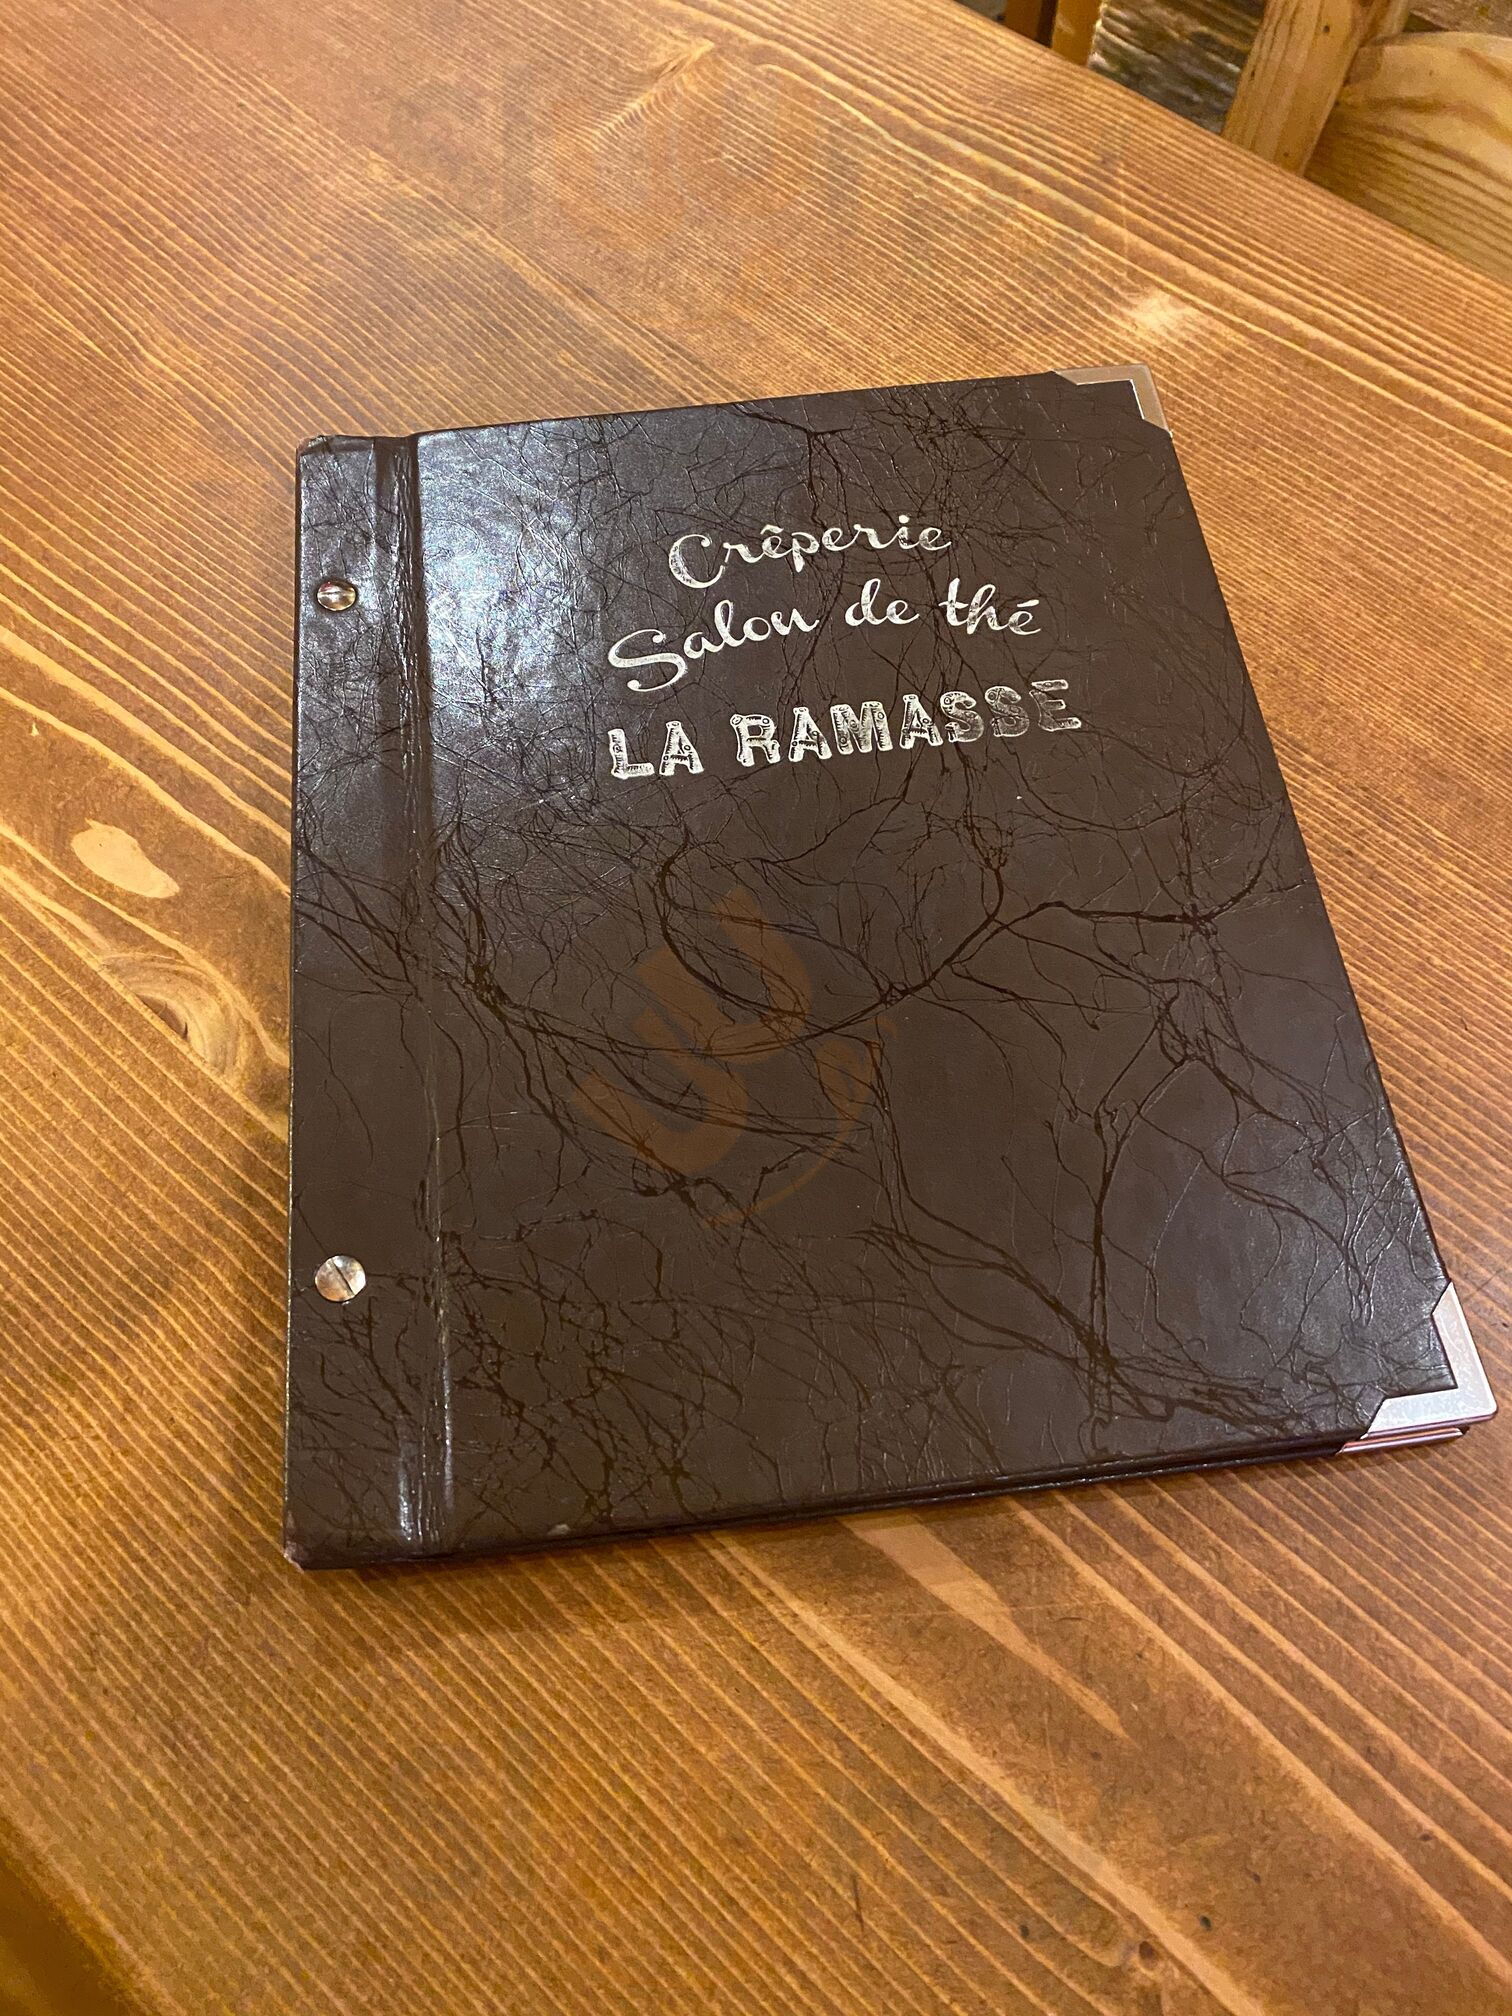 Crêperie
Salon de thé
LA RAMASSE